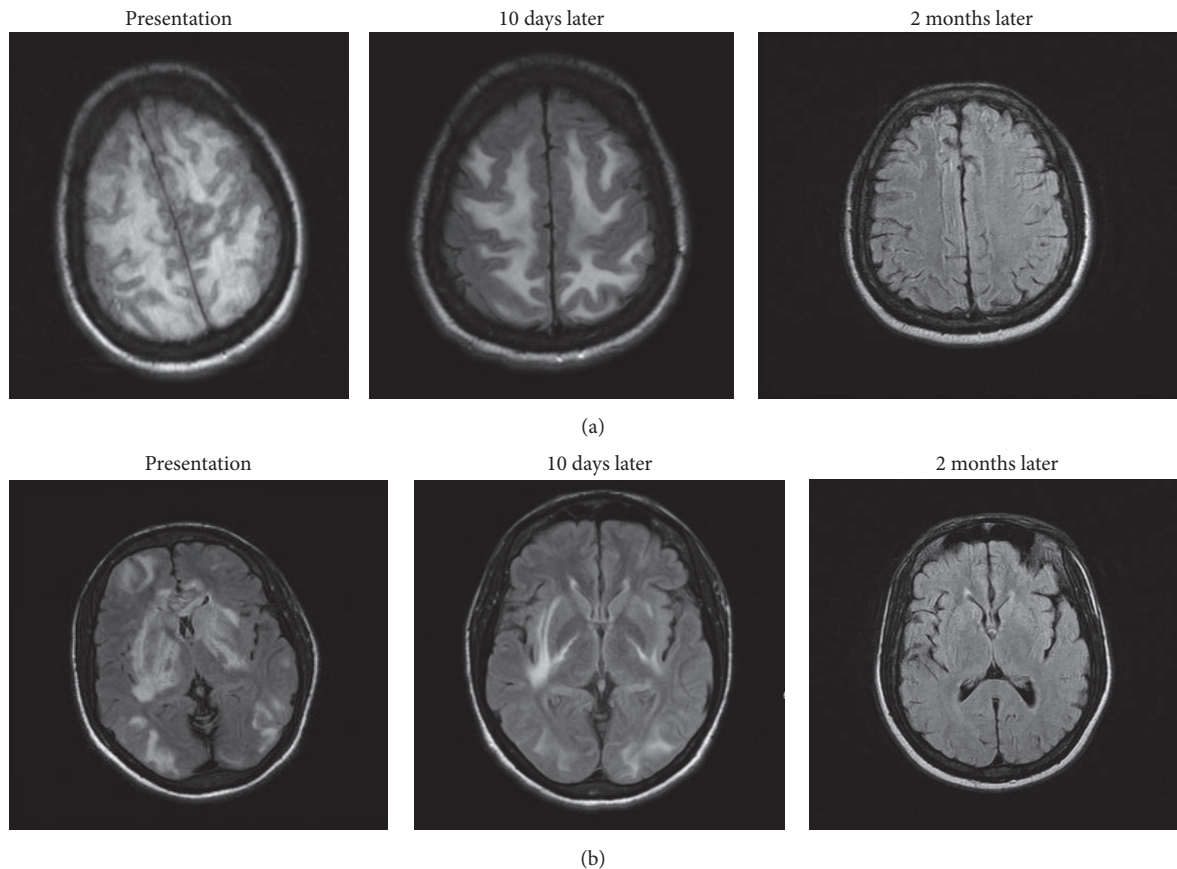 Presentation
10 days later
2 months later
(a)
Presentation
10 days later
2 months later
(b)